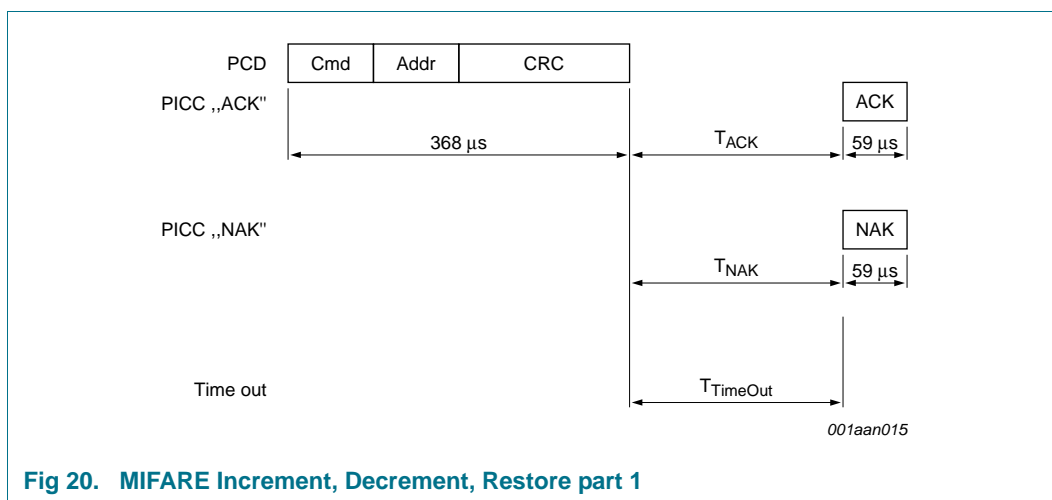 PCD Cmd Addr CRC
PICC ,,ACK" ACK
368 µs TACK 59 µs
PICC ,,NAK" NAK
TNAK 59 µs
Time out TTimeOut
001aan015
Fig 20. MIFARE Increment, Decrement, Restore part 1